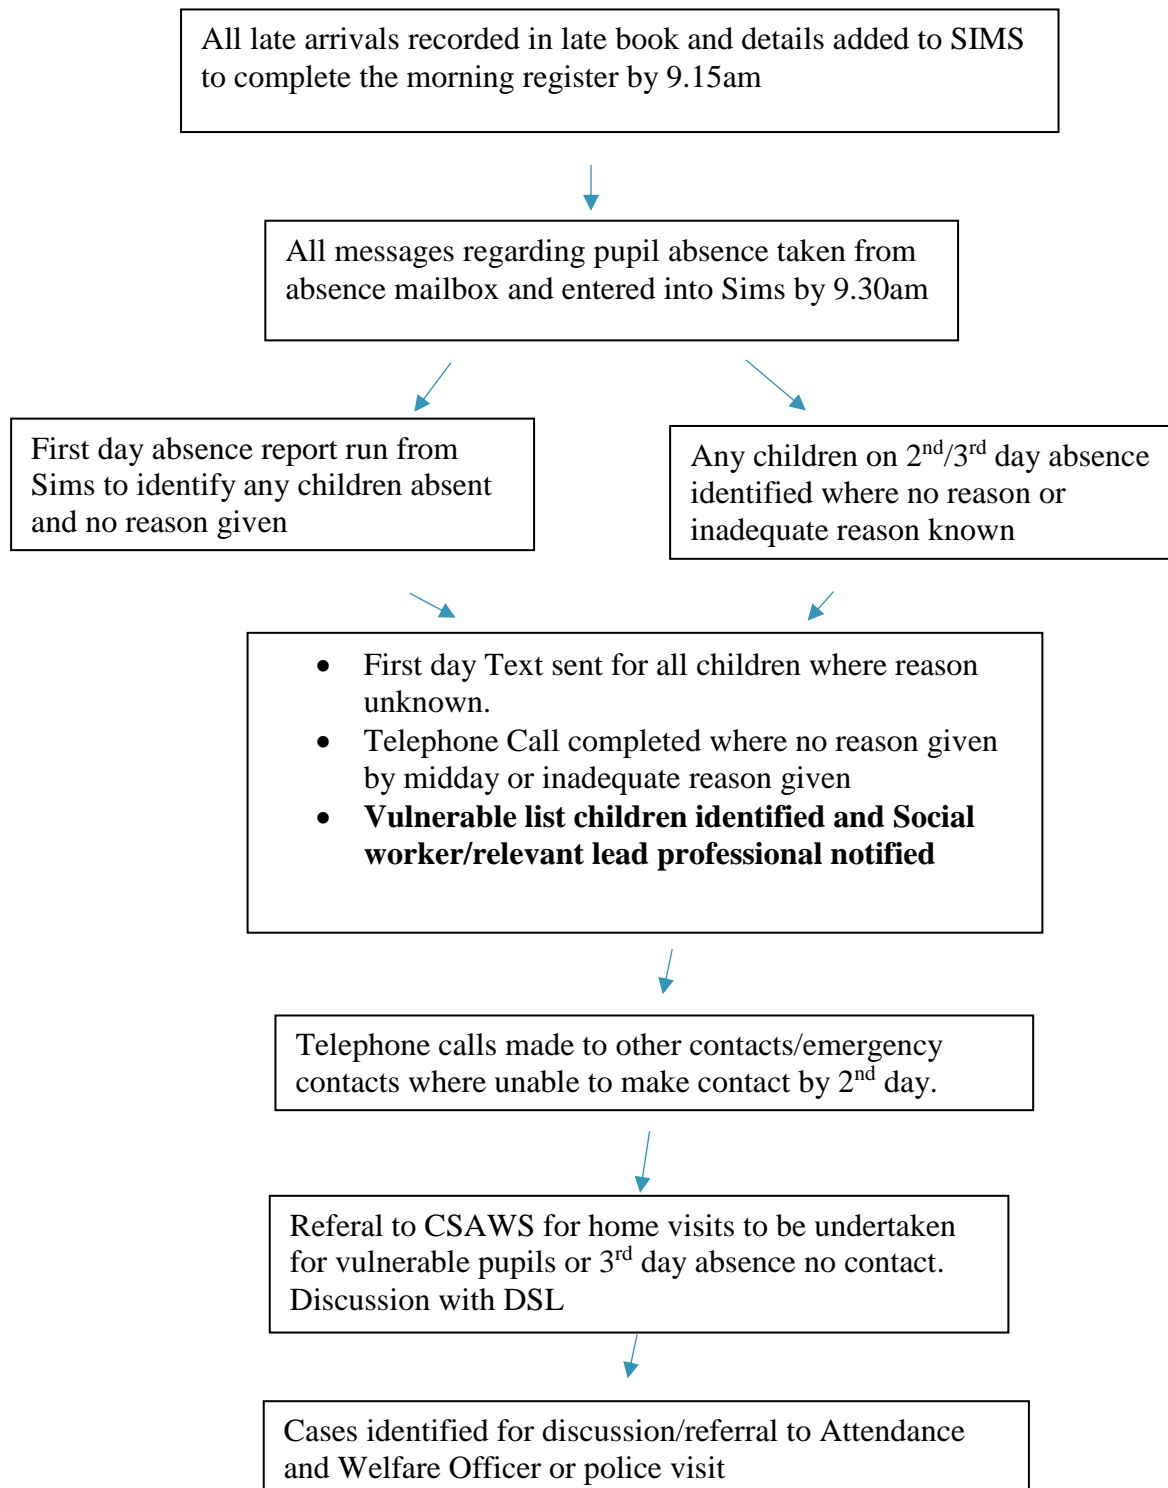 All late arrivals recorded in late book and details added to SIMS
to complete the morning register by 9.15am
All messages regarding pupil absence taken from
absence mailbox and entered into Sims by 9.30am
First day absence report run from
Sims to identify any children absent
and no reason given
Any children on 2nd/3rd day absence
identified where no reason or
inadequate reason known
• First day Text sent for all children where reason
unknown.
• Telephone Call completed where no reason given
by midday or inadequate reason given
• Vulnerable list children identified and Social
worker/relevant lead professional notified
Telephone calls made to other contacts/emergency
contacts where unable to make contact by 2nd day.
Referal to CSAWS for home visits to be undertaken
for vulnerable pupils or 3rd day absence no contact.
Discussion with DSL
Cases identified for discussion/referral to Attendance
and Welfare Officer or police visit